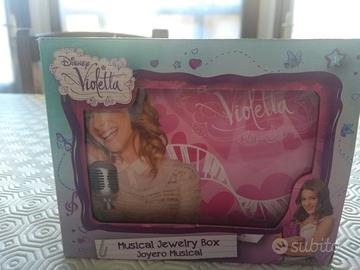 Disney
Violetta
Violetta
Musical Jewelry Box
Joyero Musical
subito